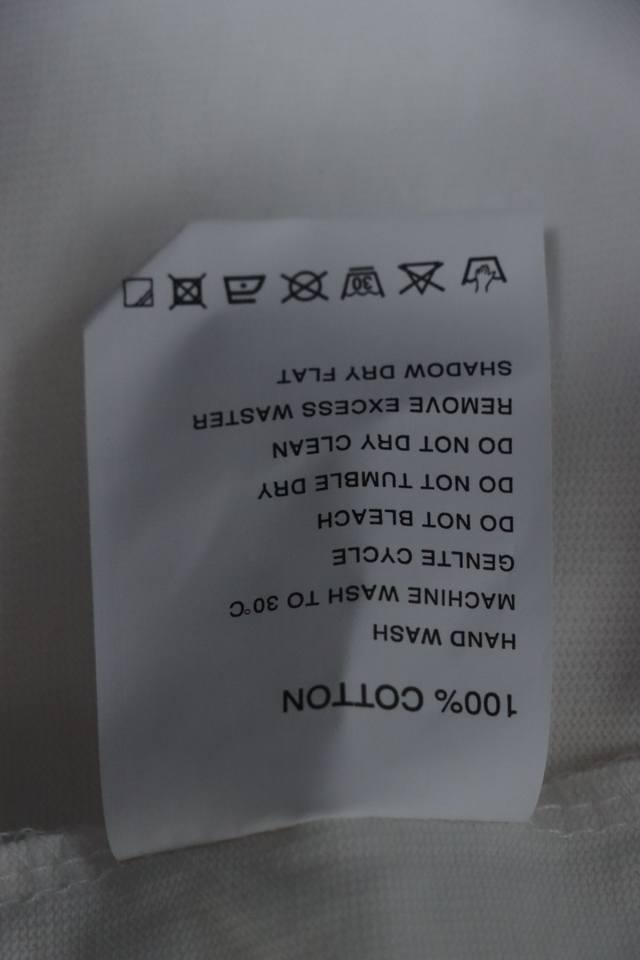 100% COTTON
HAND WASH
MACHINE WASH TO 30°C
GENLTE CYCLE
DO NOT BLEACH
DO NOT TUMBLE DRY
DO NOT DRY CLEAN
REMOVE EXCESS WASTER
SHADOW DRY FLAT
30